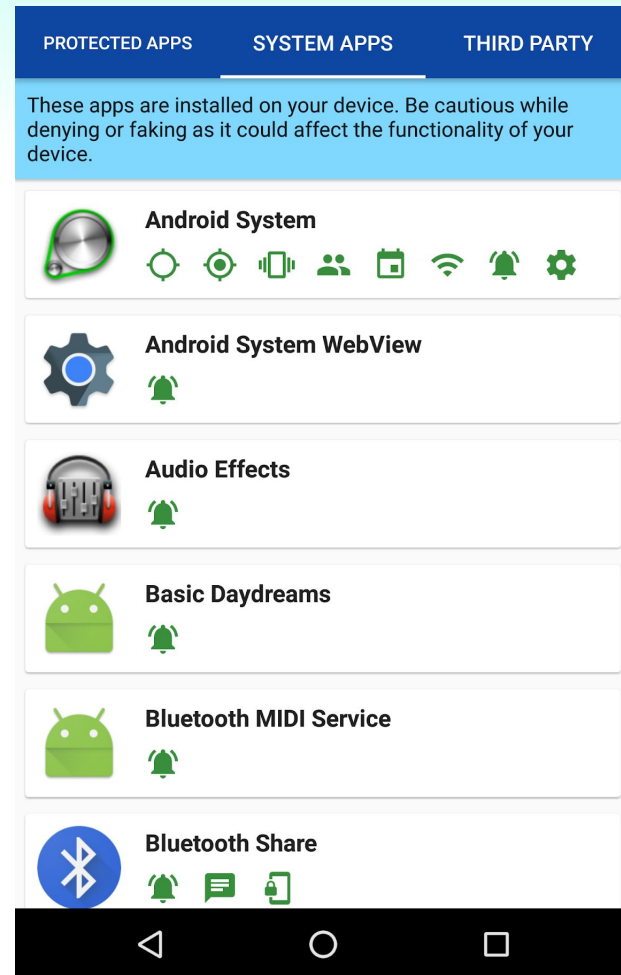 PROTECTED APPS
SYSTEM APPS
THIRD PARTY
These apps are installed on your device. Be cautious while
denying or faking as it could affect the functionality of your
device.
Android System
Android System WebView
Audio Effects
Basic Daydreams
Bluetooth MIDI Service
Bluetooth Share